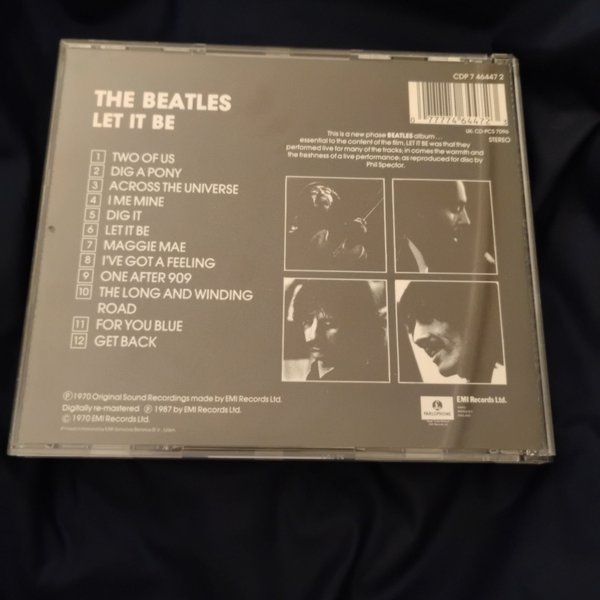 CDP 7 46447 2
0 77774 64472 2
UK: CD-PCS 7096
STEREO
THE BEATLES
LET IT BE
This is a new phase BEATLES album . . .
essential to the content of the film, LET IT BE was that they
performed live for many of the tracks; in comes the warmth and
the freshness of a live performance; as reproduced for disc by
Phil Spector.
1 TWO OF US
2 DIG A PONY
3 ACROSS THE UNIVERSE
4 I ME MINE
5 DIG IT
6 LET IT BE
7 MAGGIE MAE
8 I'VE GOT A FEELING
9 ONE AFTER 909
10 THE LONG AND WINDING
ROAD
11 FOR YOU BLUE
12 GET BACK
Ⓟ 1970 Original Sound Recordings made by EMI Records Ltd.
Digitally re-mastered Ⓟ 1987 by EMI Records Ltd.
© 1970 EMI Records Ltd.
PARLOPHONE
EMI Records Ltd.